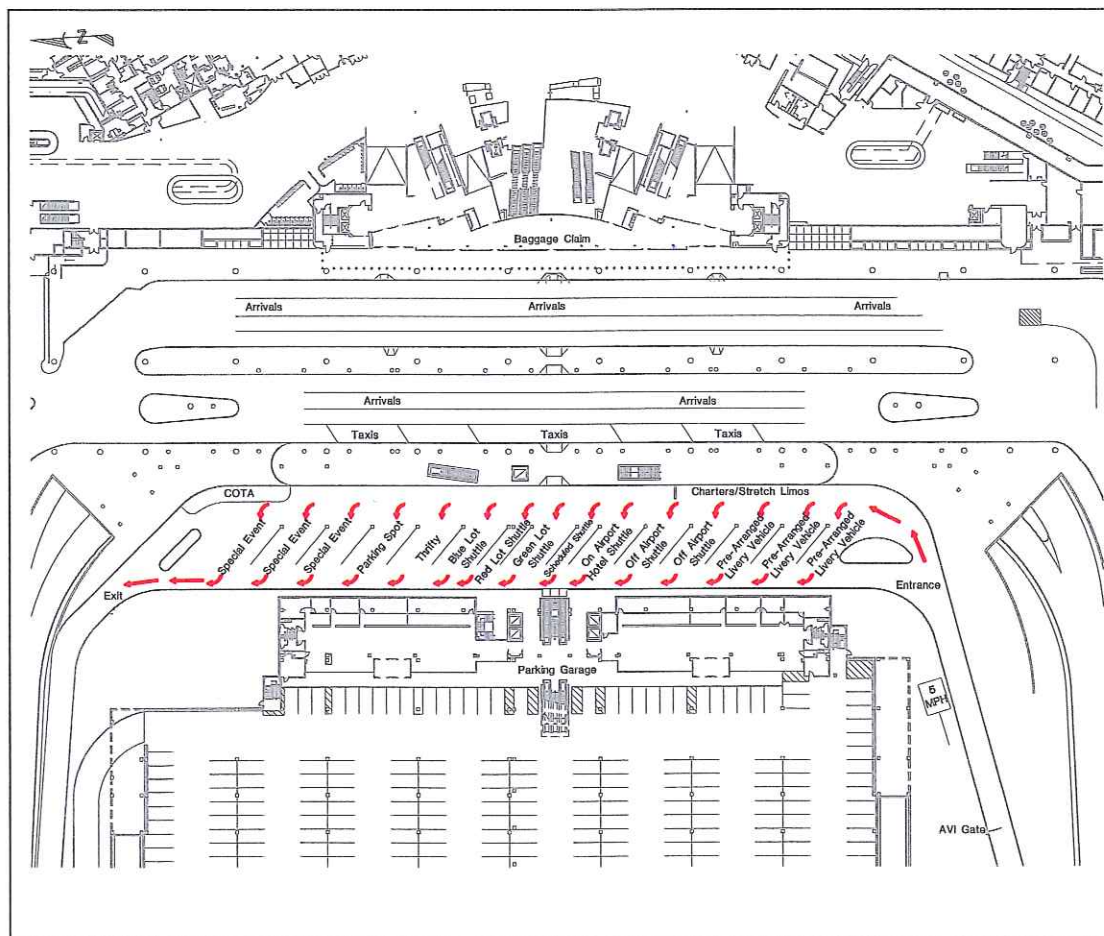 N
Baggage Claim
Arrivals
Arrivals
Arrivals
Arrivals
Arrivals
Taxis
Taxis
Taxis
COTA
Charters/Stretch Limos
Special Event
Special Event
Special Event
Parking Spot
Thrifty
Blue Lot
Shuttle
Red Lot Shuttle
Green Lot
Shuttle
Scheduled Shuttle
On Airport
Hotel Shuttle
Off Airport
Shuttle
Off Airport
Shuttle
Pre-Arranged
Livery Vehicle
Pre-Arranged
Livery Vehicle
Pre-Arranged
Livery Vehicle
Exit
Entrance
Parking Garage
5
MPH
AVI Gate